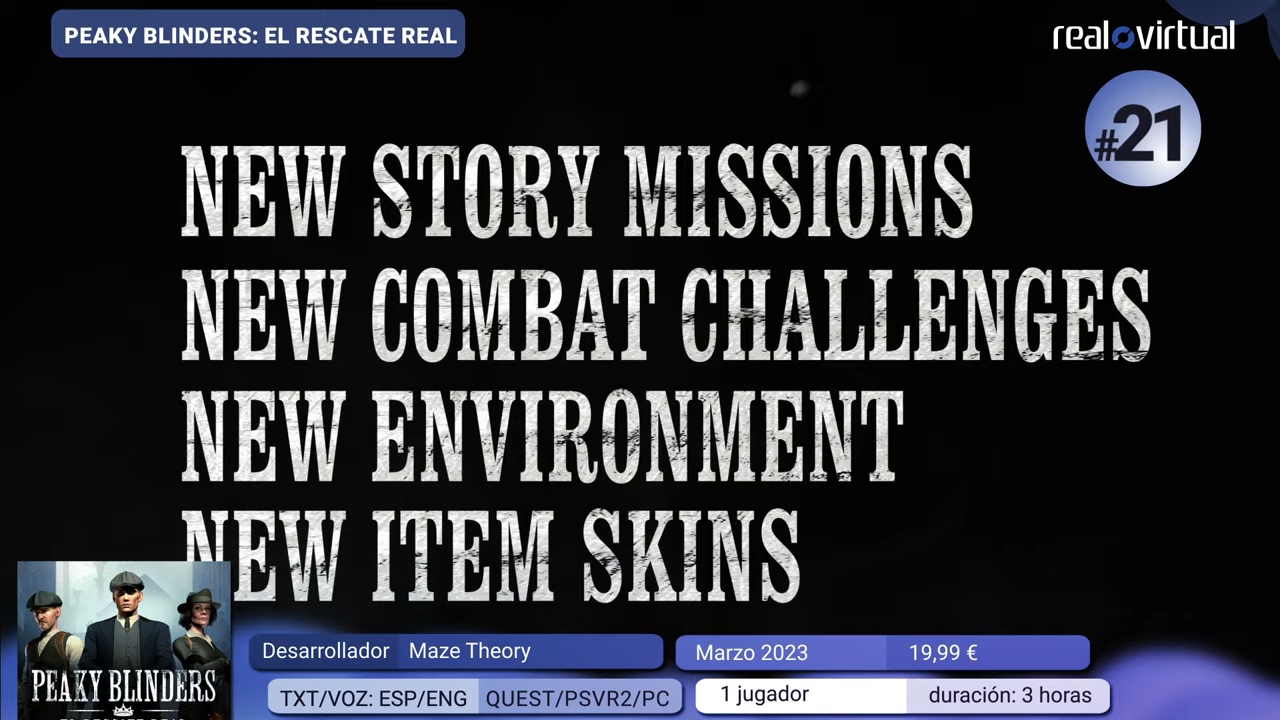 PEAKY BLINDERS: EL RESCATE REAL
realovirtual
#21
NEW STORY MISSIONS
NEW COMBAT CHALLENGES
NEW ENVIRONMENT
NEW ITEM SKINS
PEAKY BLINDERS
Desarrollador Maze Theory
Marzo 2023 19,99 €
TXT/VOZ: ESP/ENG QUEST/PSVR2/PC
1 jugador duración: 3 horas